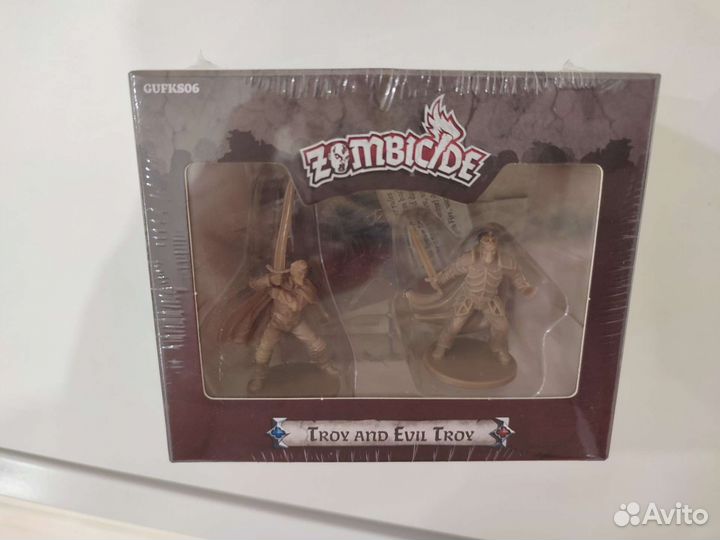 GUFKS06
ZOMBICIDE
TROY AND EVIL TROY
Avito